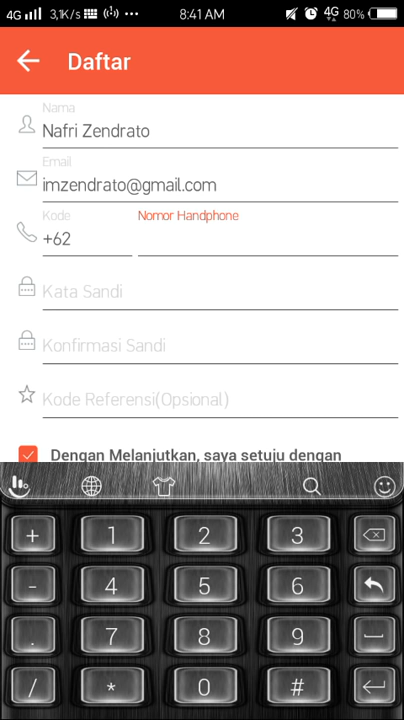 4G 3,1K/s 8:41 AM 4G 80%
Daftar
Nama
Nafri Zendrato
Email
imzendrato@gmail.com
Kode Nomor Handphone
+62
Kata Sandi
Konfirmasi Sandi
Kode Referensi(Opsional)
Dengan Melanjutkan, saya setuju dengan
+ 1 2 3
- 4 5 6
. 7 8 9
/ * 0 #